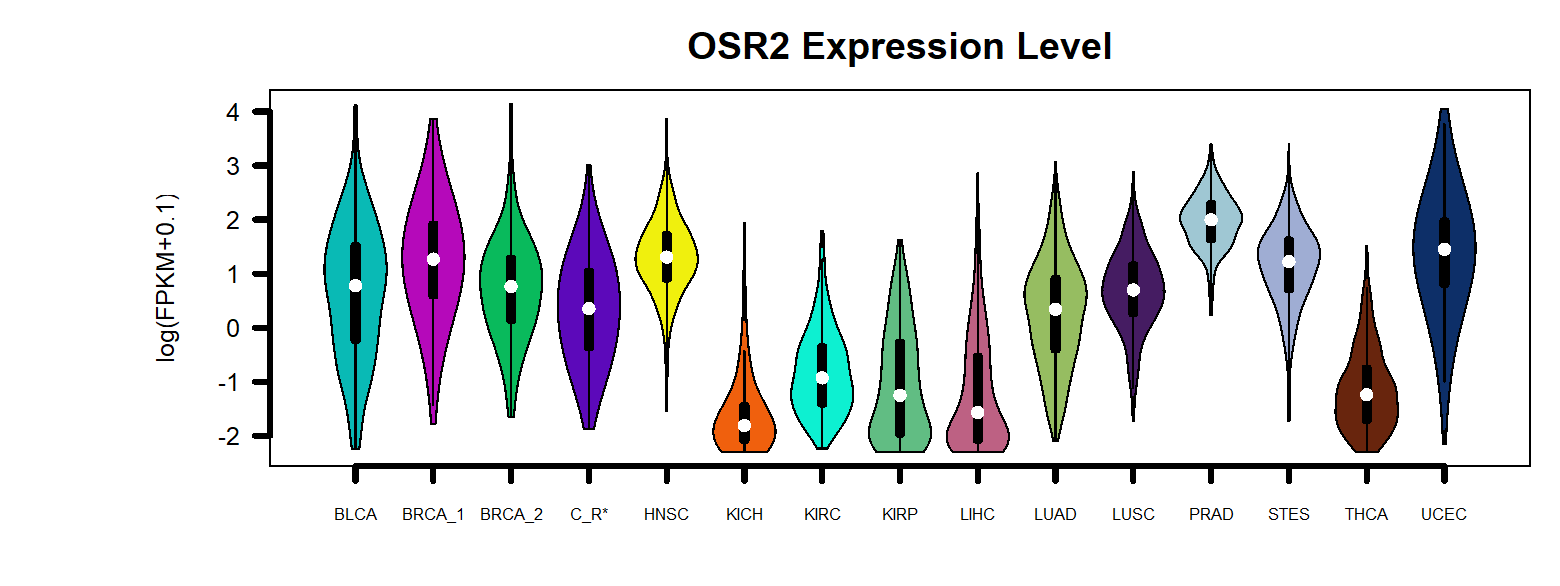 OSR2 Expression Level
log(FPKM+0.1)
4
3
2
1
0
-1
-2
BLCA BRCA_1 BRCA_2 C_R* HNSC KICH KIRC KIRP LIHC LUAD LUSC PRAD STES THCA UCEC